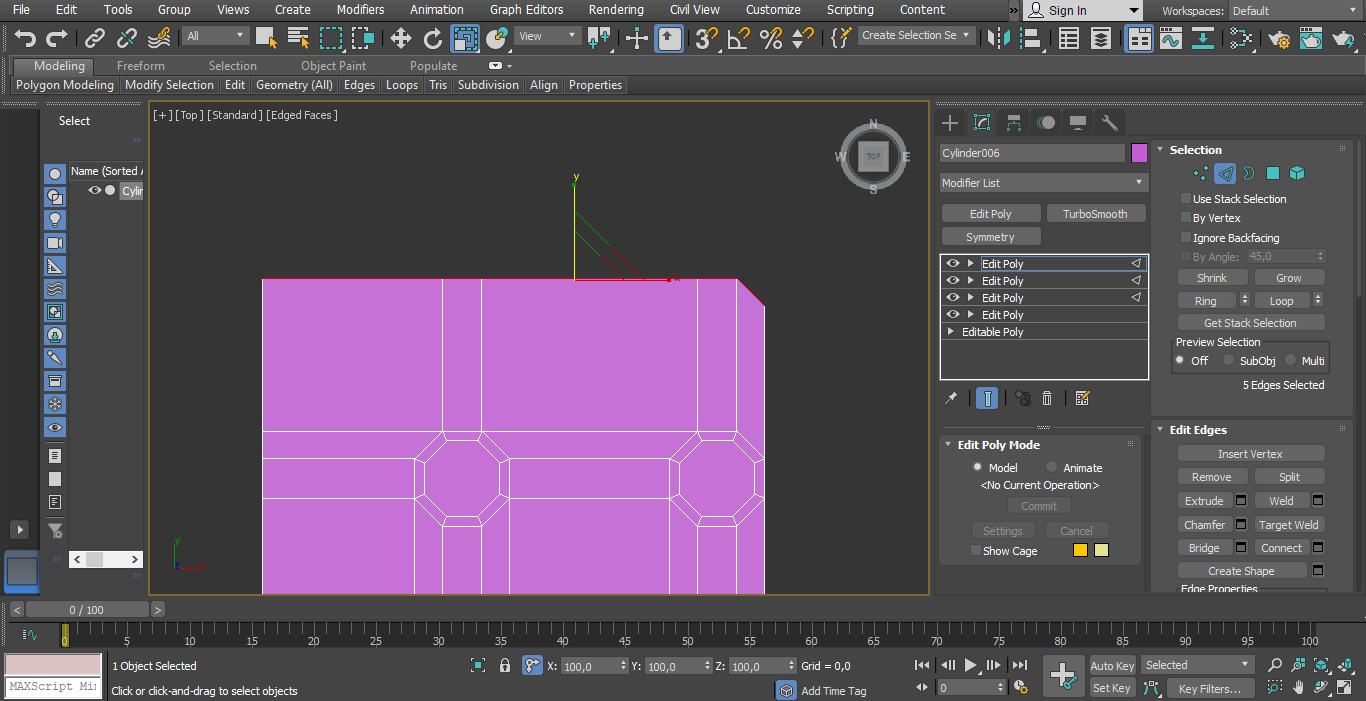 File Edit Tools Group Views Create Modifiers Animation Graph Editors Rendering Civil View Customize Scripting Content » Sign In Workspaces: Default
All View 3 Create Selection Se
Modeling Freeform Selection Object Paint Populate
Polygon Modeling Modify Selection Edit Geometry (All) Edges Loops Tris Subdivision Align Properties
Select
»
Name (Sorted A
Cylin
»
»
[+] [Top] [Standard] [Edged Faces]
N
W TOP E
S
y
x
y
Cylinder006
Modifier List
Edit Poly TurboSmooth
Symmetry
Edit Poly
Edit Poly
Edit Poly
Edit Poly
Editable Poly
Edit Poly Mode
Model Animate
<No Current Operation>
Commit
Settings Cancel
Show Cage
Selection
Use Stack Selection
By Vertex
Ignore Backfacing
By Angle: 45,0
Shrink Grow
Ring Loop
Get Stack Selection
Preview Selection
Off SubObj Multi
5 Edges Selected
Edit Edges
Insert Vertex
Remove Split
Extrude Weld
Chamfer Target Weld
Bridge Connect
Create Shape
Edge Properties
< 0 / 100 >
0 5 10 15 20 25 30 35 40 45 50 55 60 65 70 75 80 85 90 95 100
1 Object Selected X: 100,0 Y: 100,0 Z: 100,0 Grid = 0,0 Auto Key Selected
MAXScript Mi Click or click-and-drag to select objects Add Time Tag 0 Set Key Key Filters...